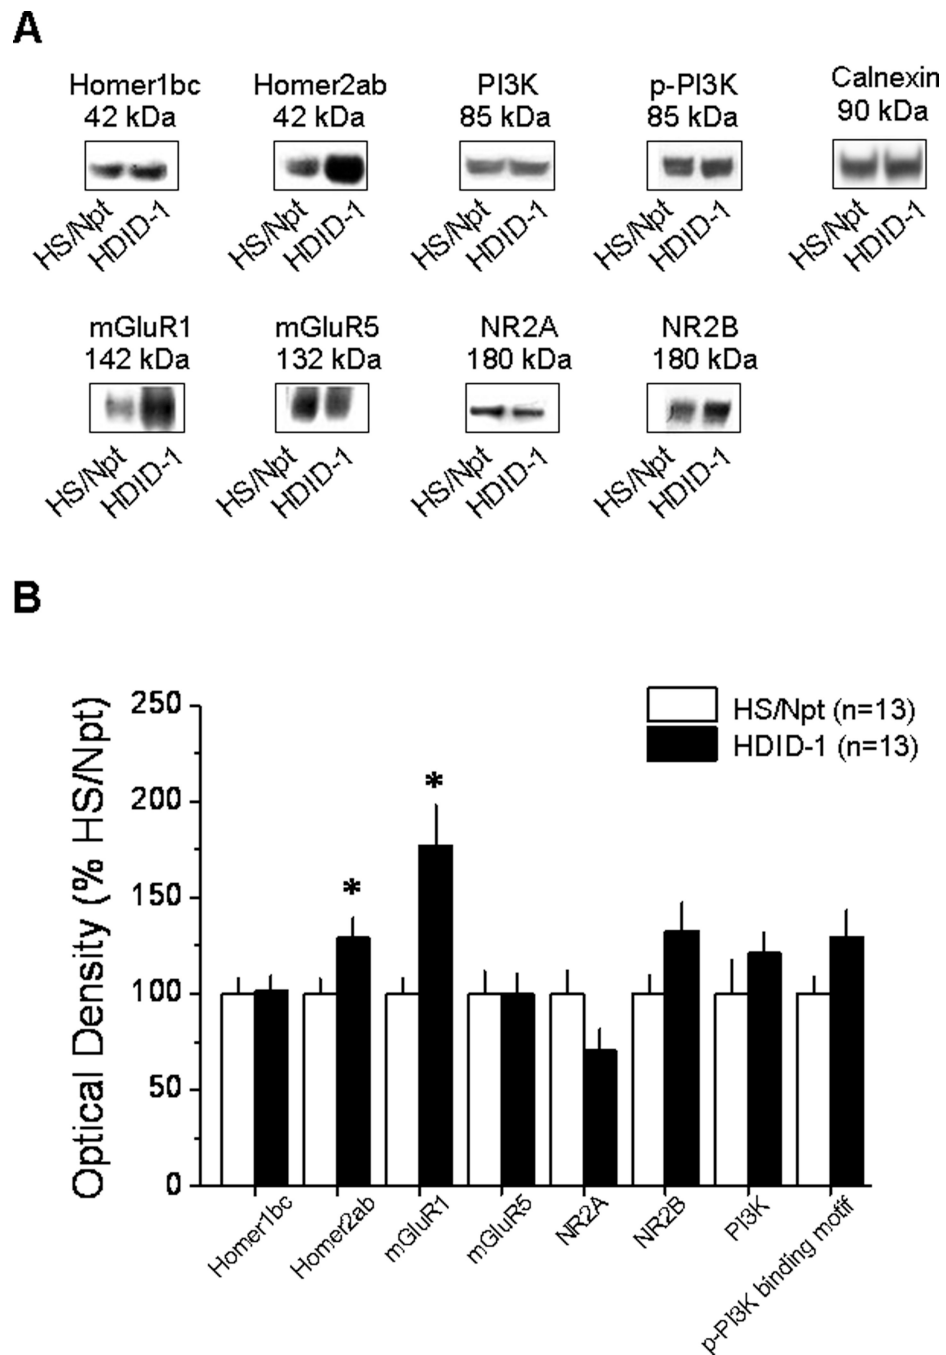 A
Homer1bc Homer2ab PI3K p-PI3K Calnexin
42 kDa 42 kDa 85 kDa 85 kDa 90 kDa
HS/Npt HDID-1 HS/Npt HDID-1 HS/Npt HDID-1 HS/Npt HDID-1 HS/Npt HDID-1
mGluR1 mGluR5 NR2A NR2B
142 kDa 132 kDa 180 kDa 180 kDa
HS/Npt HDID-1 HS/Npt HDID-1 HS/Npt HDID-1 HS/Npt HDID-1
B
Optical Density (% HS/Npt)
250
200
150
100
50
0
HS/Npt (n=13)
HDID-1 (n=13)
*
*
Homer1bc Homer2ab mGluR1 mGluR5 NR2A NR2B PI3K p-PI3K binding motif